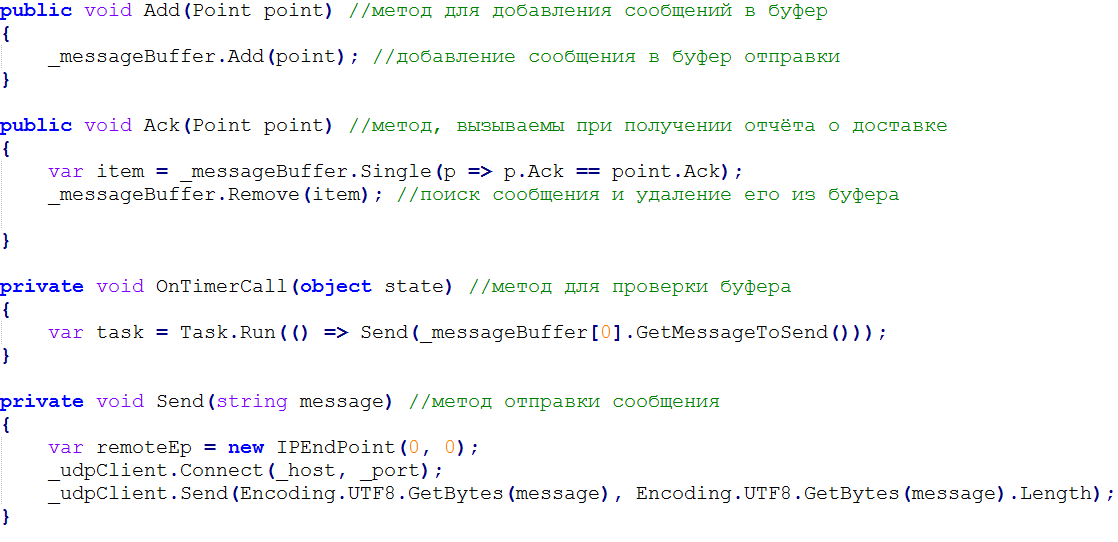 public void Add(Point point) //метод для добавления сообщений в буфер
{
    _messageBuffer.Add(point); //добавление сообщения в буфер отправки
}
public void Ack(Point point) //метод, вызываемы при получении отчёта о доставке
{
    var item = _messageBuffer.Single(p => p.Ack == point.Ack);
    _messageBuffer.Remove(item); //поиск сообщения и удаление его из буфера
}
private void OnTimerCall(object state) //метод для проверки буфера
{
    var task = Task.Run(() => Send(_messageBuffer[0].GetMessageToSend()));
}
private void Send(string message) //метод отправки сообщения
{
    var remoteEp = new IPEndPoint(0, 0);
    _udpClient.Connect(_host, _port);
    _udpClient.Send(Encoding.UTF8.GetBytes(message), Encoding.UTF8.GetBytes(message).Length);
}